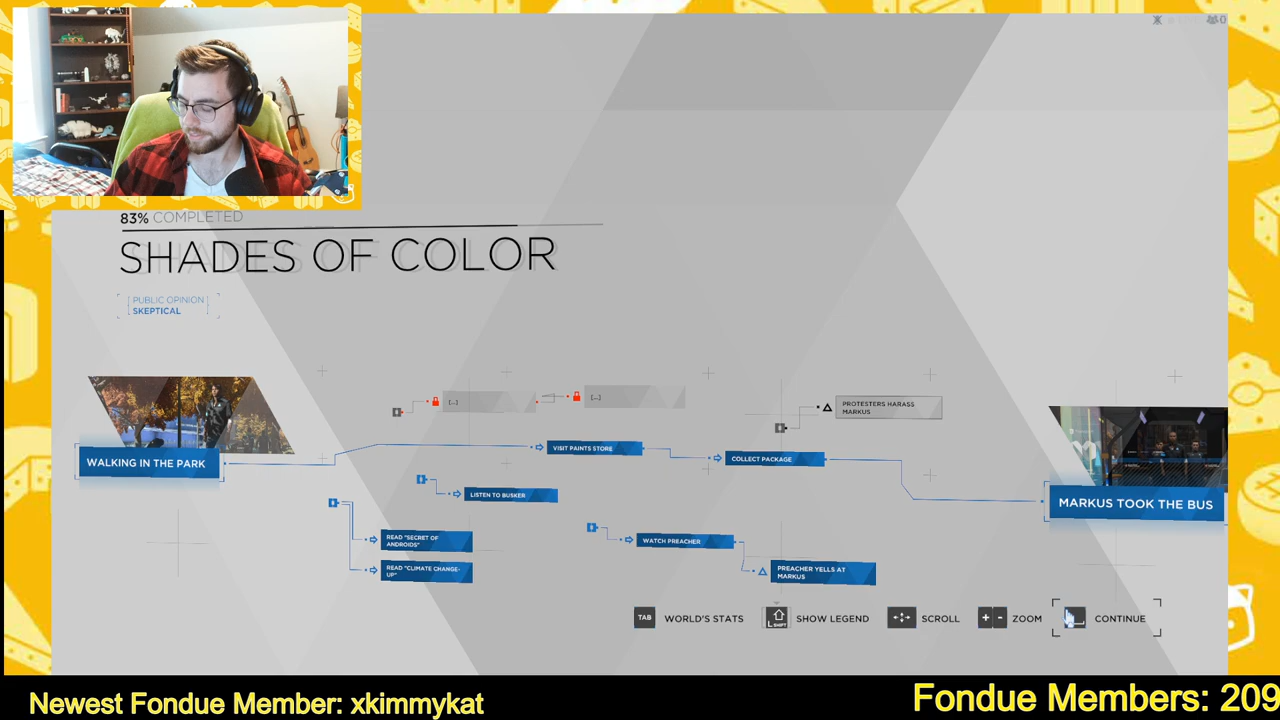 0
83% COMPLETED
SHADES OF COLOR
PUBLIC OPINION
SKEPTICAL
[...]
[...]
PROTESTERS HARASS
MARKUS
VISIT PAINTS STORE
COLLECT PACKAGE
WALKING IN THE PARK
LISTEN TO BUSKER
MARKUS TOOK THE BUS
READ "SECRET OF
ANDROIDS"
WATCH PREACHER
READ "CLIMATE CHANGE-
UP"
PREACHER YELLS AT
MARKUS
TAB WORLD'S STATS L SHIFT SHOW LEGEND SCROLL + - ZOOM CONTINUE
Newest Fondue Member: xkimmykat
Fondue Members: 209